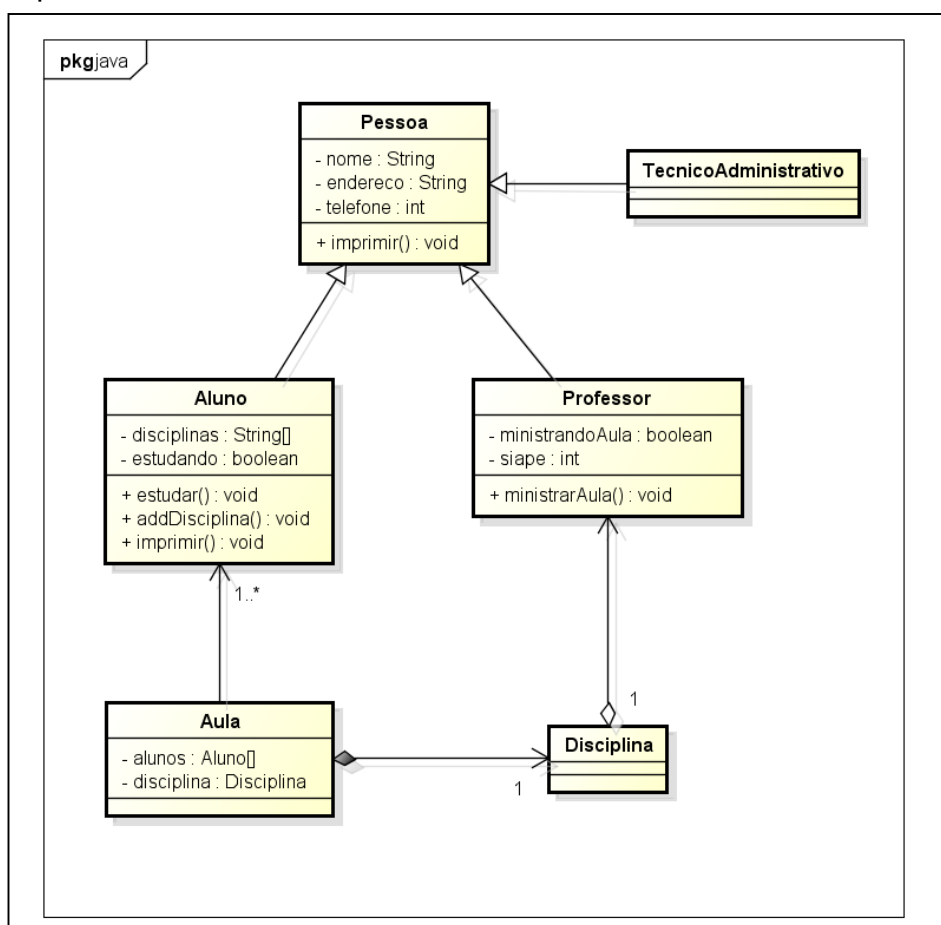 pkgjava
Pessoa
- nome : String
- endereco : String
- telefone : int
+ imprimir() : void
TecnicoAdministrativo
Aluno
- disciplinas : String[]
- estudando : boolean
+ estudar() : void
+ addDisciplina() : void
+ imprimir() : void
Professor
- ministrandoAula : boolean
- siape : int
+ ministrarAula() : void
1..*
1
Aula
- alunos : Aluno[]
- disciplina : Disciplina
Disciplina
1